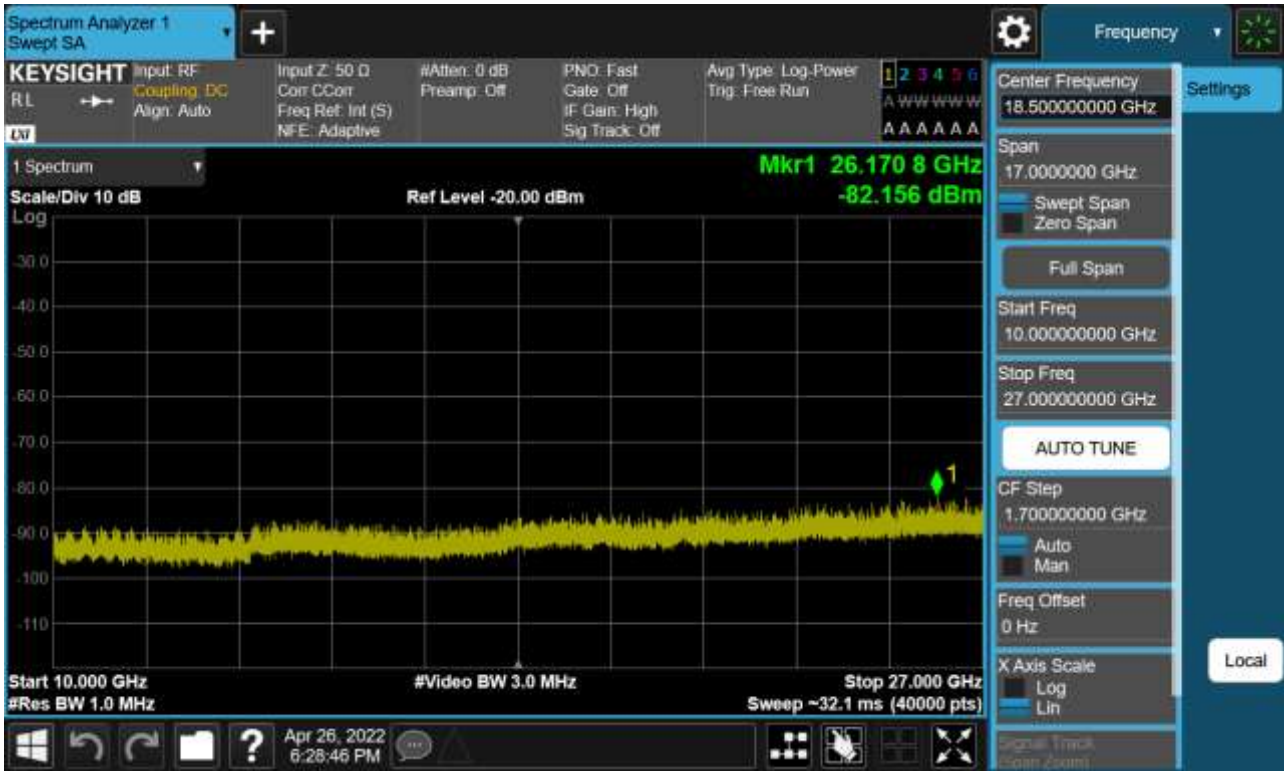 Spectrum Analyzer 1
Swept SA
+
Frequency
KEYSIGHT
RL
Input: RF
Coupling: DC
Align: Auto
Input Z: 50 Ω
Corr CCorr
Freq Ref: Int (S)
NFE: Adaptive
#Atten: 0 dB
Preamp: Off
PNO: Fast
Gate: Off
IF Gain: High
Sig Track: Off
Avg Type: Log-Power
Trig: Free Run
1 2 3 4 5 6
A W W W W W
A A A A A A
LXI
1 Spectrum
Mkr1 26.170 8 GHz
Scale/Div 10 dB
Ref Level -20.00 dBm
-82.156 dBm
Log
-30.0
-40.0
-50.0
-60.0
-70.0
-80.0
-90.0
-100
-110
1
Start 10.000 GHz
#Video BW 3.0 MHz
Stop 27.000 GHz
#Res BW 1.0 MHz
Sweep ~32.1 ms (40000 pts)
?
Apr 26, 2022
6:28:46 PM
Center Frequency
18.500000000 GHz
Settings
Span
17.0000000 GHz
Swept Span
Zero Span
Full Span
Start Freq
10.000000000 GHz
Stop Freq
27.000000000 GHz
AUTO TUNE
CF Step
1.700000000 GHz
Auto
Man
Freq Offset
0 Hz
X Axis Scale
Log
Lin
Local
Signal Track
(Span Zoom)